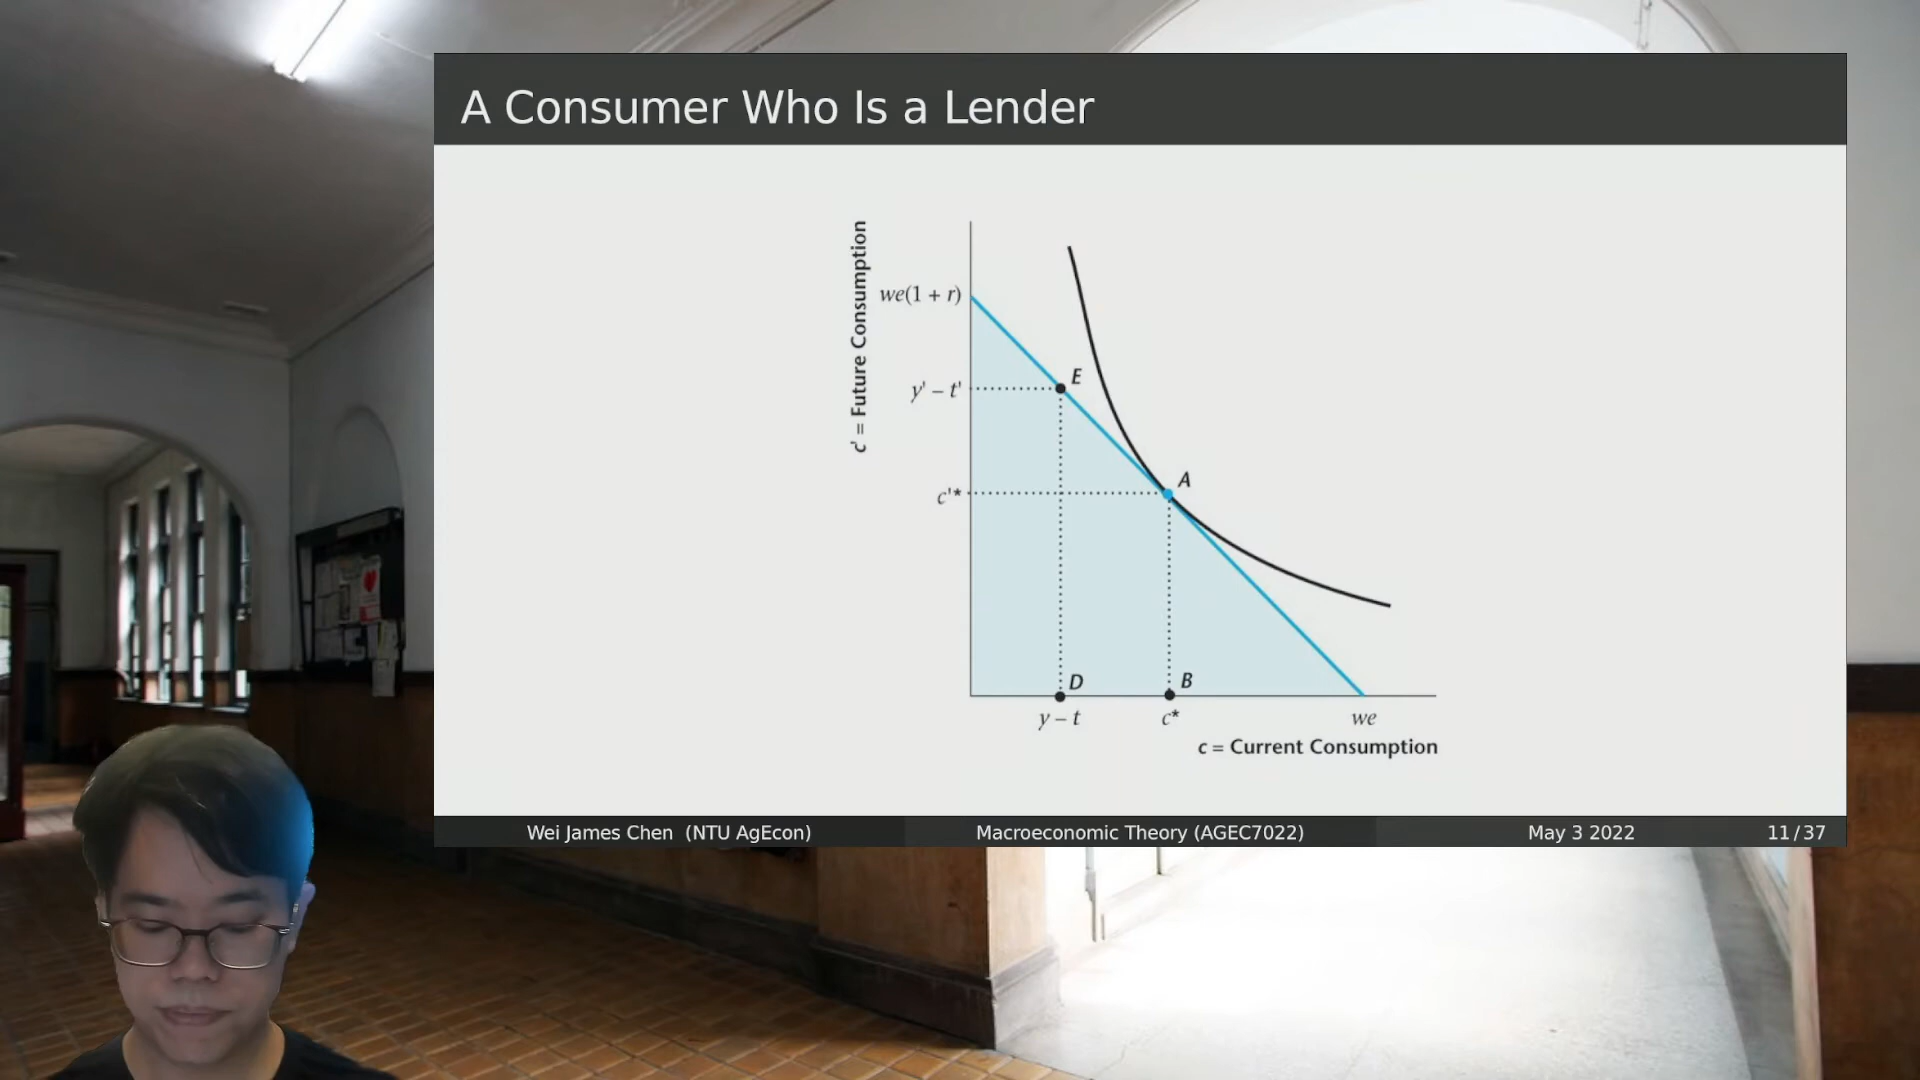 A Consumer Who Is a Lender
c' = Future Consumption
we(1 + r)
E
y' – t'
A
c'*
D
B
y – t
c*
we
c = Current Consumption
Wei James Chen (NTU AgEcon)
Macroeconomic Theory (AGEC7022)
May 3 2022
11/37